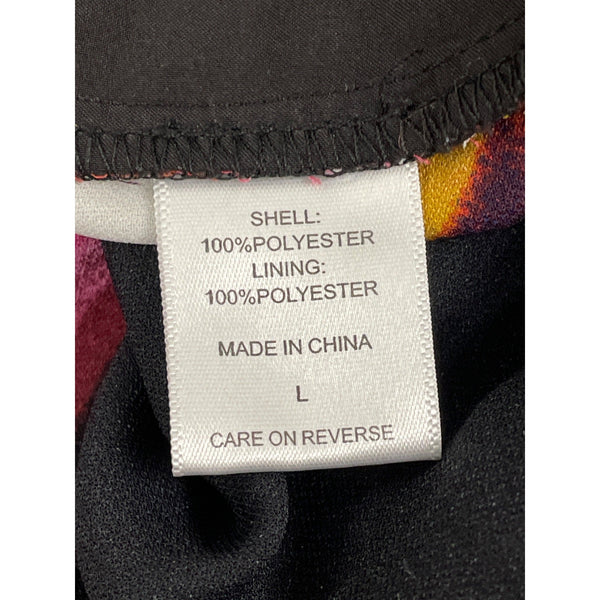 SHELL:
100%POLYESTER
LINING:
100%POLYESTER
MADE IN CHINA
L
CARE ON REVERSE